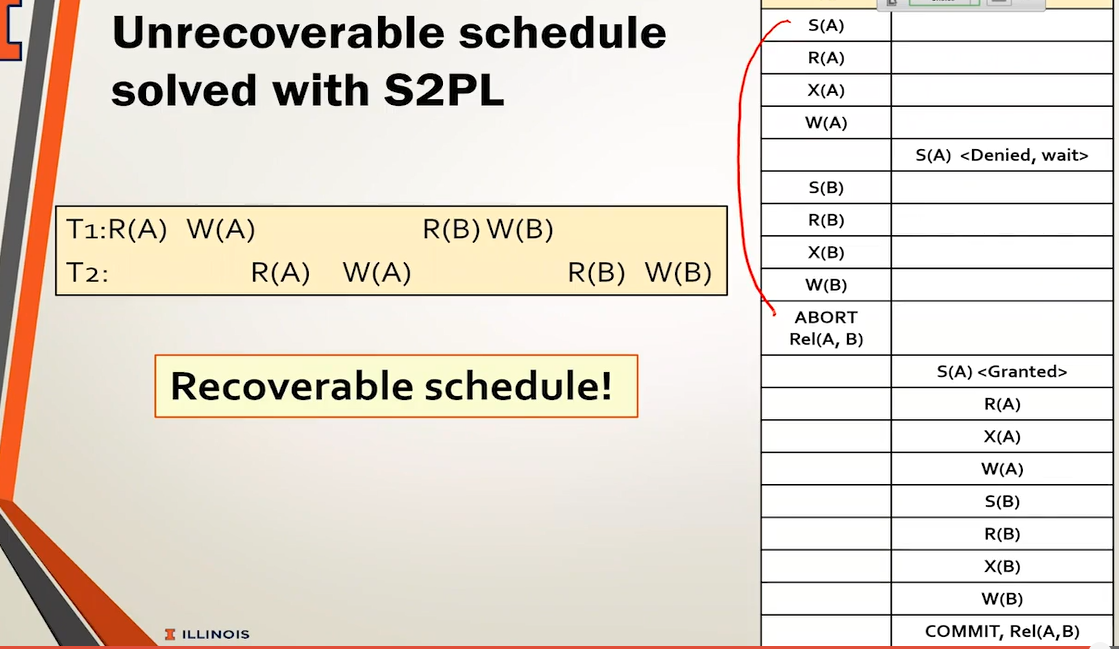 Unrecoverable schedule
solved with S2PL
T1:R(A) W(A) R(B) W(B)
T2: R(A) W(A) R(B) W(B)
Recoverable schedule!
I ILLINOIS
S(A)
R(A)
X(A)
W(A)
S(A) <Denied, wait>
S(B)
R(B)
X(B)
W(B)
ABORT
Rel(A, B)
S(A) <Granted>
R(A)
X(A)
W(A)
S(B)
R(B)
X(B)
W(B)
COMMIT, Rel(A,B)